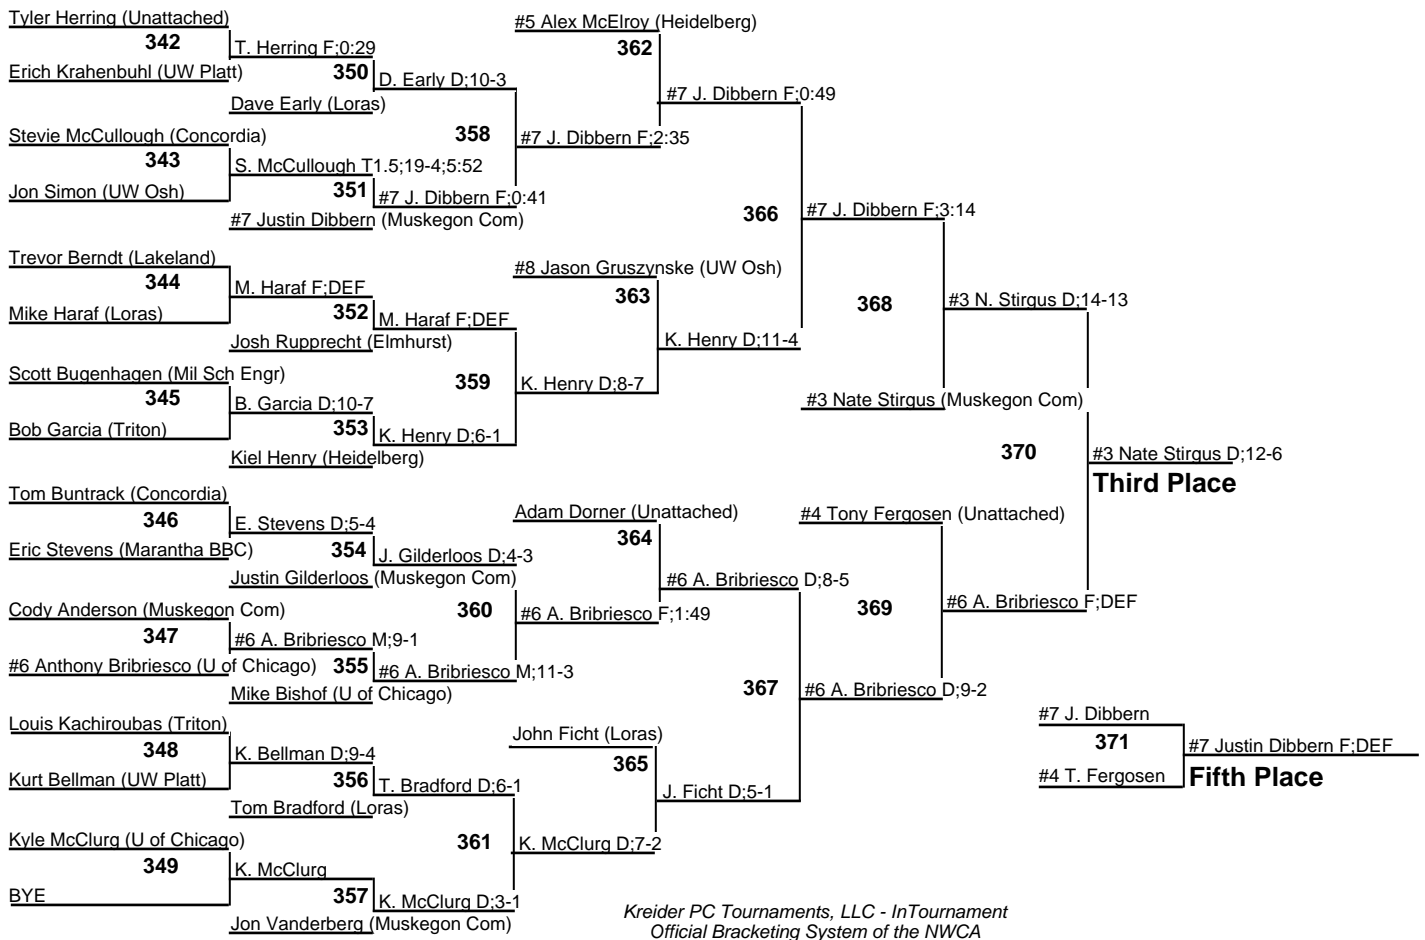 Tyler Herring (Unattached)
342
Erich Krahenbuhl (UW Platt)
T. Herring F;0:29
350
Dave Early (Loras)
D. Early D;10-3
Stevie McCullough (Concordia)
343
Jon Simon (UW Osh)
S. McCullough T1.5;19-4;5:52
351
#7 Justin Dibbern (Muskegon Com)
#7 J. Dibbern F;0:41
358
#7 J. Dibbern F;2:35
#5 Alex McElroy (Heidelberg)
362
#7 J. Dibbern F;0:49
Trevor Berndt (Lakeland)
344
Mike Haraf (Loras)
M. Haraf F;DEF
352
Josh Rupprecht (Elmhurst)
M. Haraf F;DEF
Scott Bugenhagen (Mil Sch Engr)
345
Bob Garcia (Triton)
B. Garcia D;10-7
353
Kiel Henry (Heidelberg)
K. Henry D;6-1
359
K. Henry D;8-7
#8 Jason Gruszynske (UW Osh)
363
K. Henry D;11-4
366
#7 J. Dibbern F;3:14
368
#3 Nate Stirgus (Muskegon Com)
#3 N. Stirgus D;14-13
Tom Buntrack (Concordia)
346
Eric Stevens (Marantha BBC)
E. Stevens D;5-4
354
Justin Gilderloos (Muskegon Com)
J. Gilderloos D;4-3
Cody Anderson (Muskegon Com)
347
#6 Anthony Bribriesco (U of Chicago)
#6 A. Bribriesco M;9-1
355
Mike Bishof (U of Chicago)
#6 A. Bribriesco M;11-3
360
#6 A. Bribriesco F;1:49
Adam Dorner (Unattached)
364
#6 A. Bribriesco D;8-5
Louis Kachiroubas (Triton)
348
Kurt Bellman (UW Platt)
K. Bellman D;9-4
356
Tom Bradford (Loras)
T. Bradford D;6-1
Kyle McClurg (U of Chicago)
349
BYE
K. McClurg
357
Jon Vanderberg (Muskegon Com)
K. McClurg D;3-1
361
K. McClurg D;7-2
John Ficht (Loras)
365
J. Ficht D;5-1
367
#6 A. Bribriesco D;9-2
#4 Tony Fergosen (Unattached)
369
#6 A. Bribriesco F;DEF
370
#3 Nate Stirgus D;12-6
Third Place
#7 J. Dibbern
371
#4 T. Fergosen
#7 Justin Dibbern F;DEF
Fifth Place
Kreider PC Tournaments, LLC - InTournament
Official Bracketing System of the NWCA